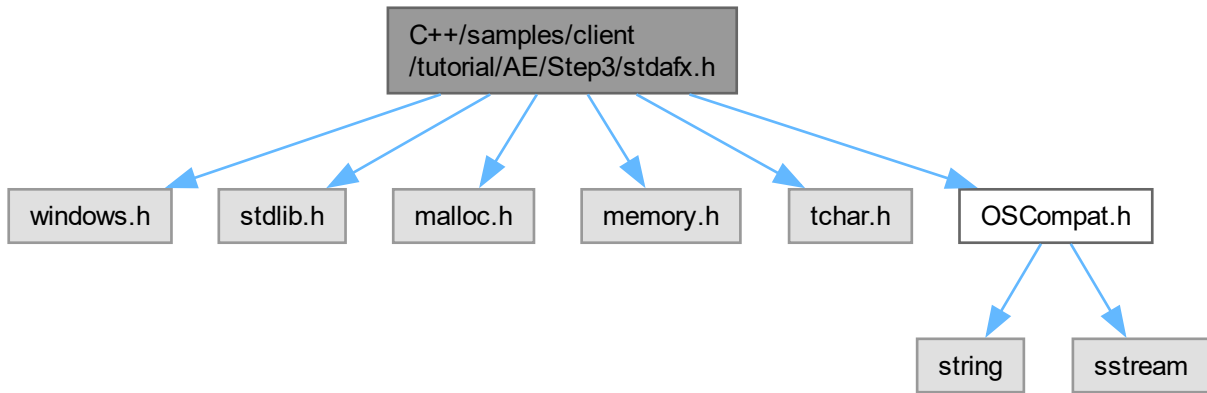 C++/samples/client
/tutorial/AE/Step3/stdafx.h
windows.h
stdlib.h
malloc.h
memory.h
tchar.h
OSCompat.h
string
sstream